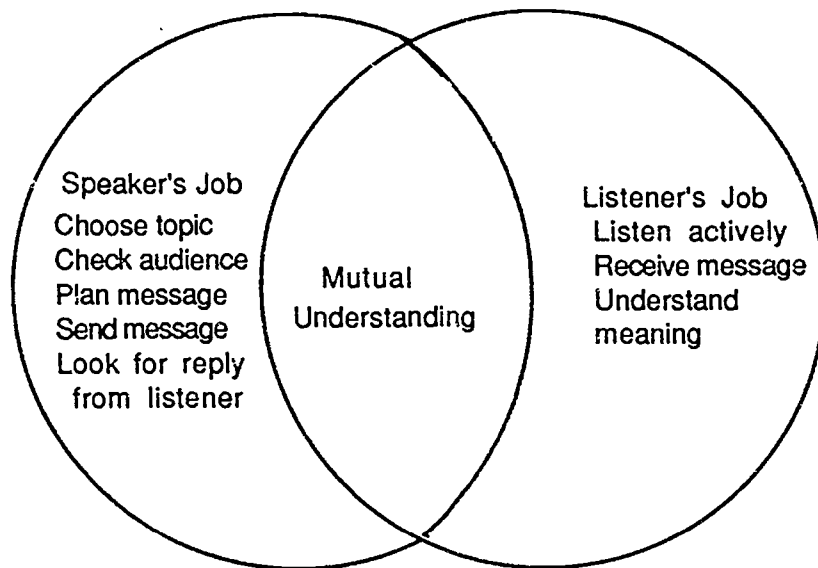 Speaker's Job
Choose topic
Check audience
Plan message
Send message
Look for reply
from listener
Mutual
Understanding
Listener's Job
Listen actively
Receive message
Understand
meaning